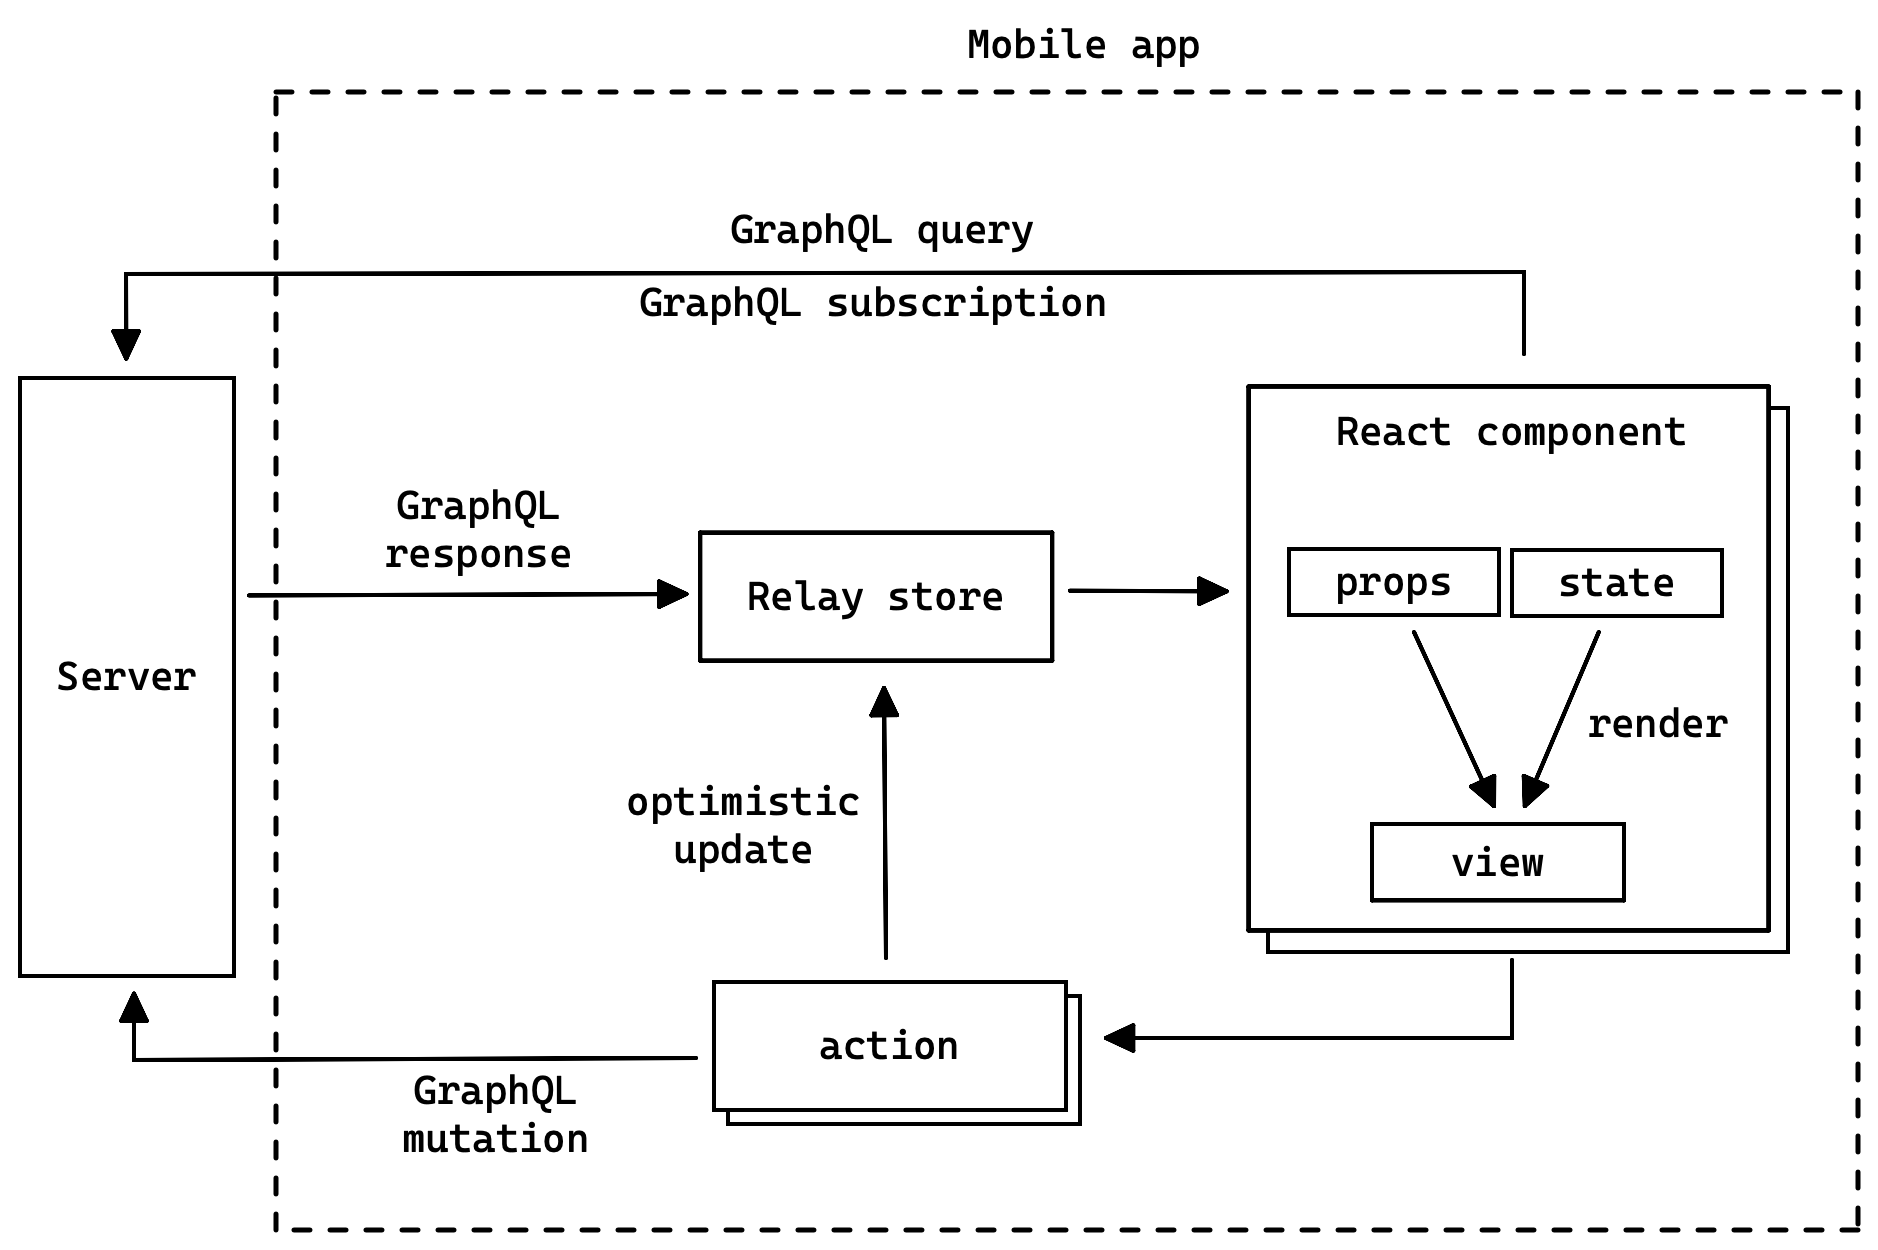 Mobile app
GraphQL query
GraphQL subscription
React component
GraphQL
response
Relay store
props
state
Server
render
optimistic
update
view
action
GraphQL
mutation